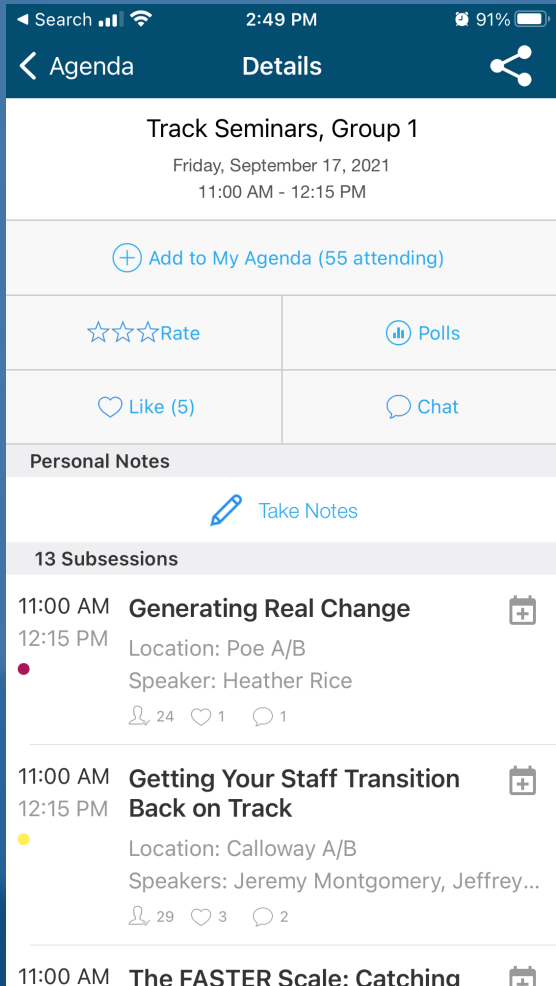 Search 2:49 PM 91%
Agenda Details
Track Seminars, Group 1
Friday, September 17, 2021
11:00 AM - 12:15 PM
Add to My Agenda (55 attending)
Rate Polls
Like (5) Chat
Personal Notes
Take Notes
13 Subsessions
11:00 AM Generating Real Change
12:15 PM Location: Poe A/B
Speaker: Heather Rice
24 1 1
11:00 AM Getting Your Staff Transition
12:15 PM Back on Track
Location: Calloway A/B
Speakers: Jeremy Montgomery, Jeffrey...
29 3 2
11:00 AM The FASTER Scale: Catching